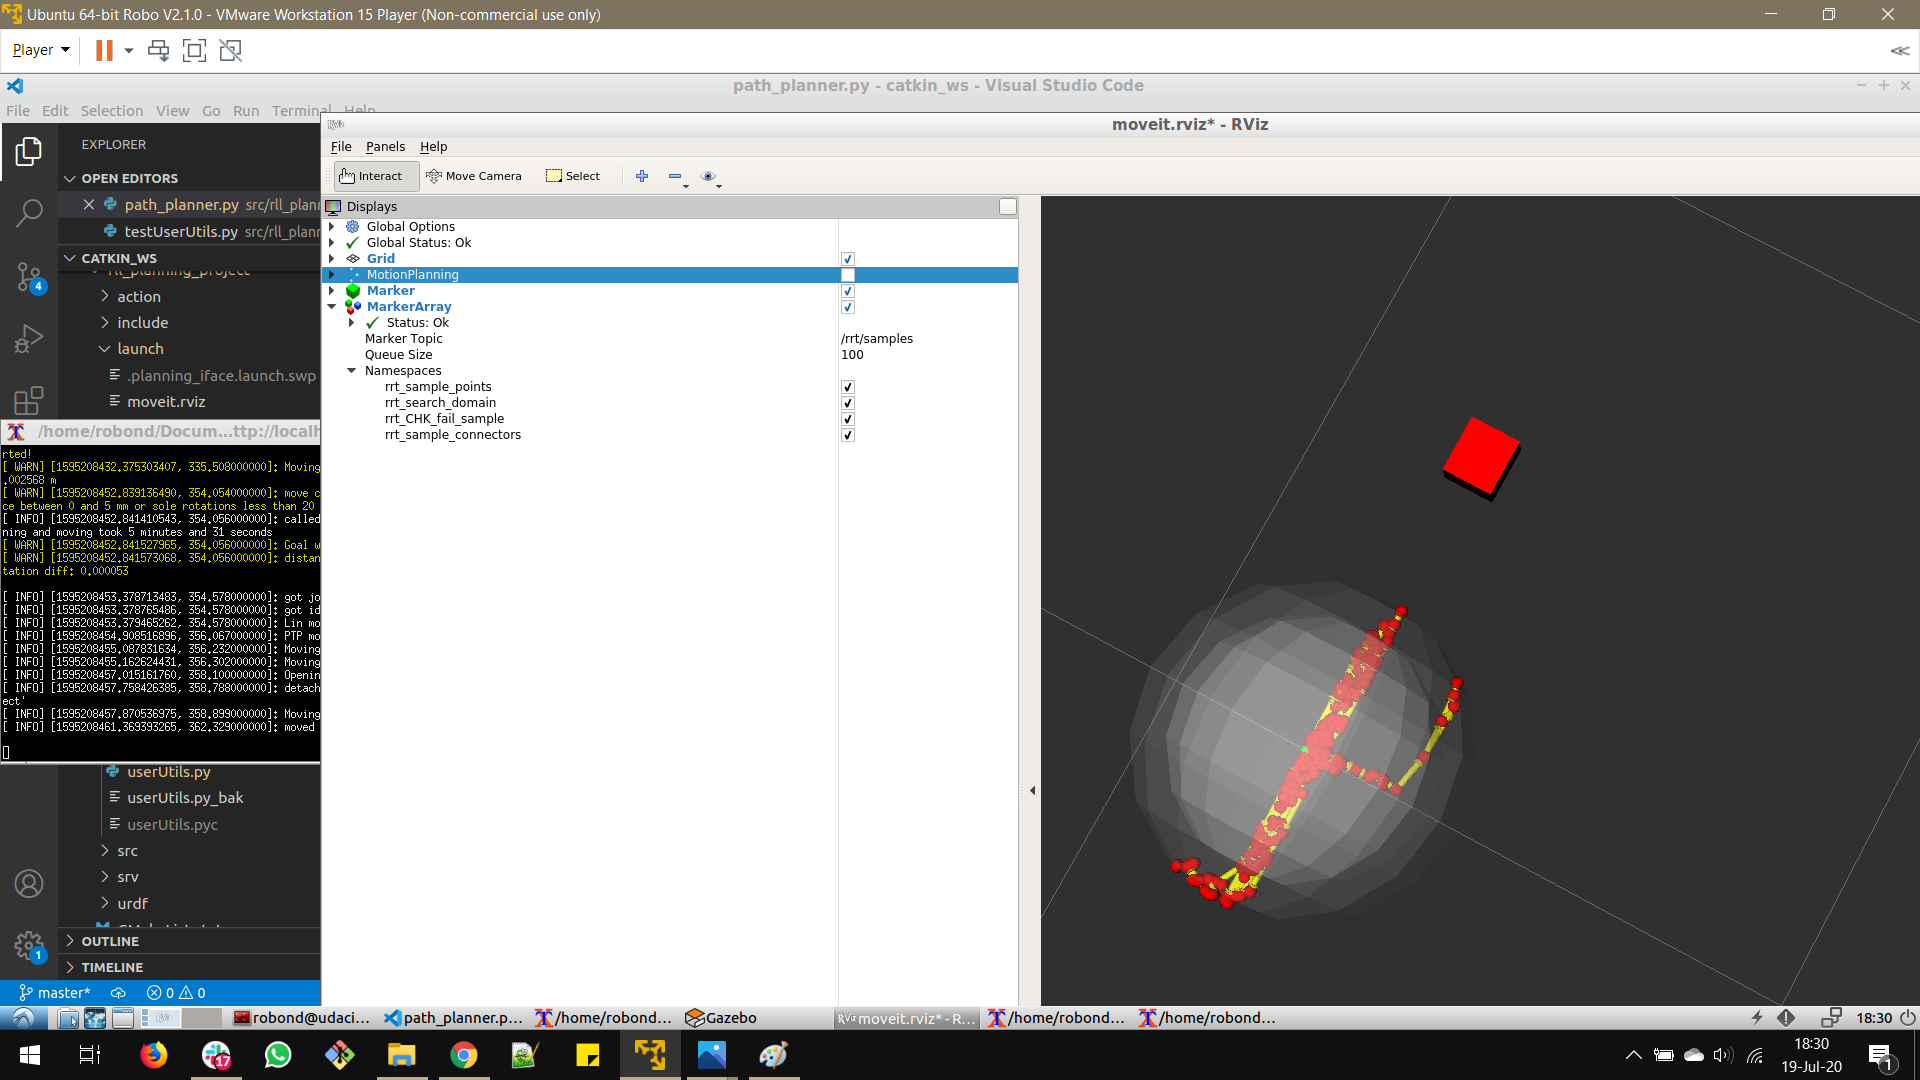 Ubuntu 64-bit Robo V2.1.0 - VMware Workstation 15 Player (Non-commercial use only)
Player
path_planner.py - catkin_ws - Visual Studio Code
File Edit Selection View Go Run Terminal Help
moveit.rviz* - RViz
File Panels Help
Interact Move Camera Select
EXPLORER
OPEN EDITORS
path_planner.py src/rll_plann
testUserUtils.py src/rll_plann
CATKIN_WS
rll_planning_project
action
include
launch
.planning_iface.launch.swp
moveit.rviz
4
Displays
Global Options
Global Status: Ok
Grid
MotionPlanning
Marker
MarkerArray
Status: Ok
Marker Topic /rrt/samples
Queue Size 100
Namespaces
rrt_sample_points
rrt_search_domain
rrt_CHK_fail_sample
rrt_sample_connectors
/home/robond/Docum...ttp://localh
rted!
[ WARN] [1595208432.375303407, 335.508000000]: Moving
.002568 m
[ WARN] [1595208452.839136490, 354.054000000]: move c
ce between 0 and 5 mm or sole rotations less than 20
[ INFO] [1595208452.841410543, 354.056000000]: called
ning and moving took 5 minutes and 31 seconds
[ WARN] [1595208452.841527965, 354.056000000]: Goal w
[ WARN] [1595208452.841573068, 354.056000000]: distan
tation diff: 0.000053
[ INFO] [1595208453.378713483, 354.578000000]: got jo
[ INFO] [1595208453.378765486, 354.578000000]: got id
[ INFO] [1595208453.379465262, 354.578000000]: Lin mo
[ INFO] [1595208454.908516896, 356.067000000]: PTP mo
[ INFO] [1595208455.087831634, 356.232000000]: Moving
[ INFO] [1595208455.162624431, 356.302000000]: Moving
[ INFO] [1595208457.015161760, 358.100000000]: Openin
[ INFO] [1595208457.758426385, 358.788000000]: detach
ect'
[ INFO] [1595208457.870536975, 358.899000000]: Moving
[ INFO] [1595208461.369393265, 362.329000000]: moved
userUtils.py
userUtils.py_bak
userUtils.pyc
src
srv
urdf
OUTLINE
TIMELINE
1
master* 0 0
robond@udaci... path_planner.p... /home/robond... Gazebo RViz moveit.rviz* - R... /home/robond... /home/robond... 18:30
17
18:30
19-Jul-20
1